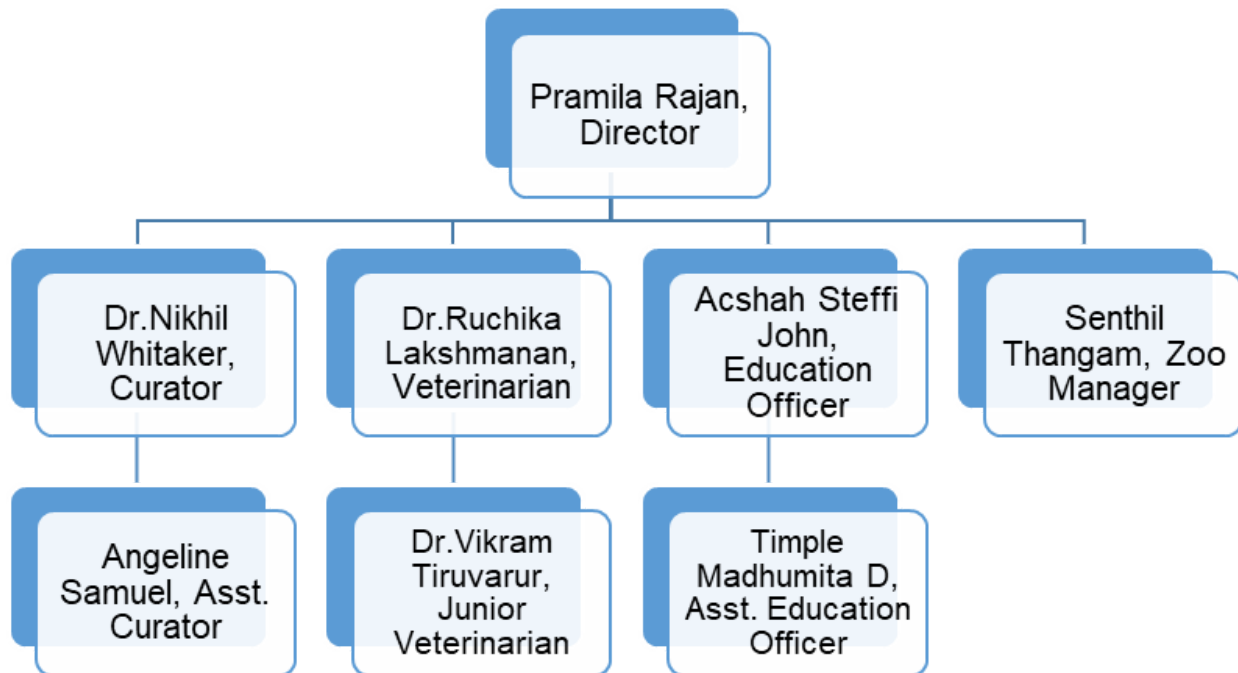 Pramila Rajan,
Director
Dr.Nikhil
Whitaker,
Curator
Dr.Ruchika
Lakshmanan,
Veterinarian
Acshah Steffi
John,
Education
Officer
Senthil
Thangam, Zoo
Manager
Angeline
Samuel, Asst.
Curator
Dr.Vikram
Tiruvarur,
Junior
Veterinarian
Timple
Madhumita D,
Asst. Education
Officer